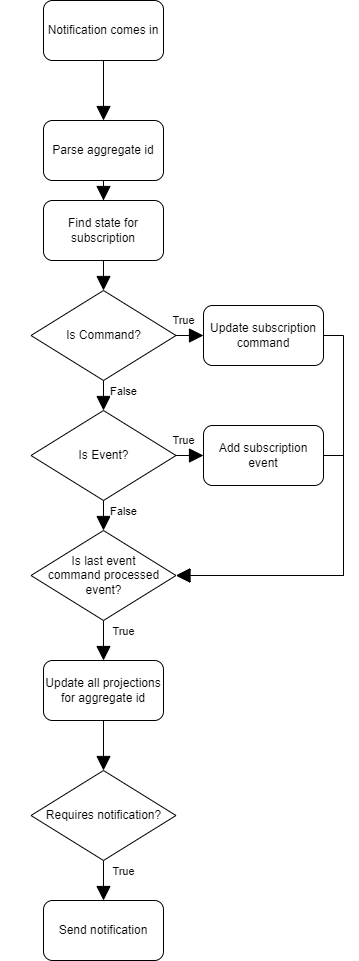 Notification comes in
Parse aggregate id
Find state for
subscription
Is Command?
True
Update subscription
command
False
Is Event?
True
Add subscription
event
False
Is last event
command processed
event?
True
Update all projections
for aggregate id
Requires notification?
True
Send notification